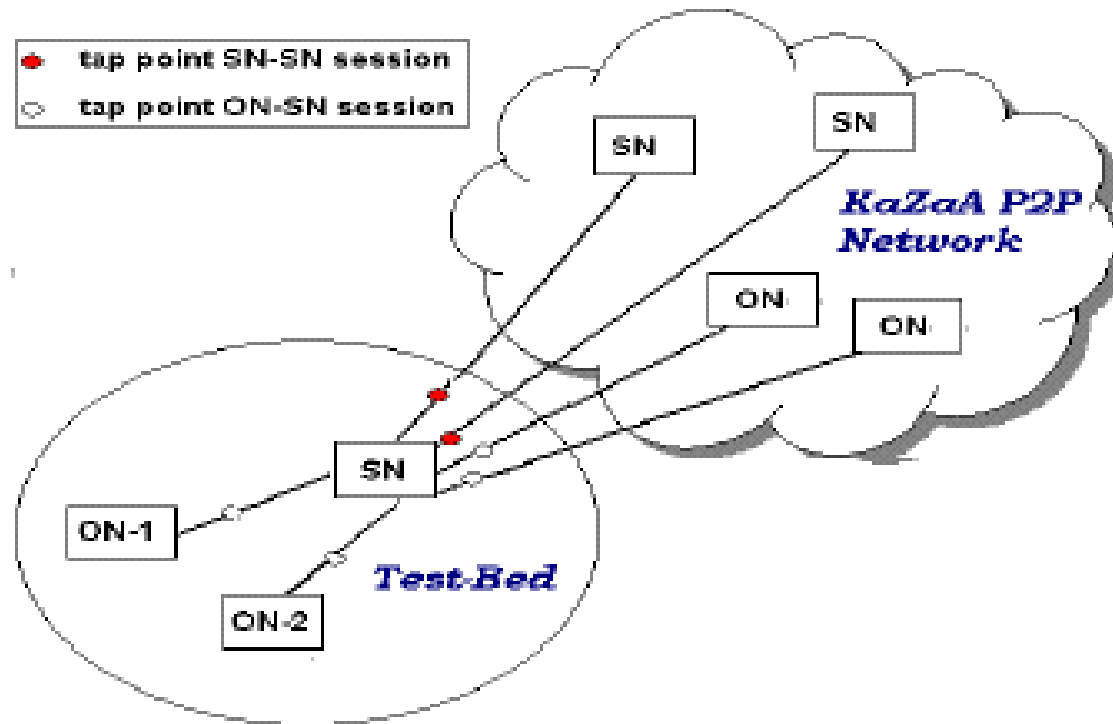 tap point SN-SN session
tap point ON-SN session
SN
SN
KaZaA P2P
Network
ON
ON
SN
ON-1
Test-Bed
ON-2